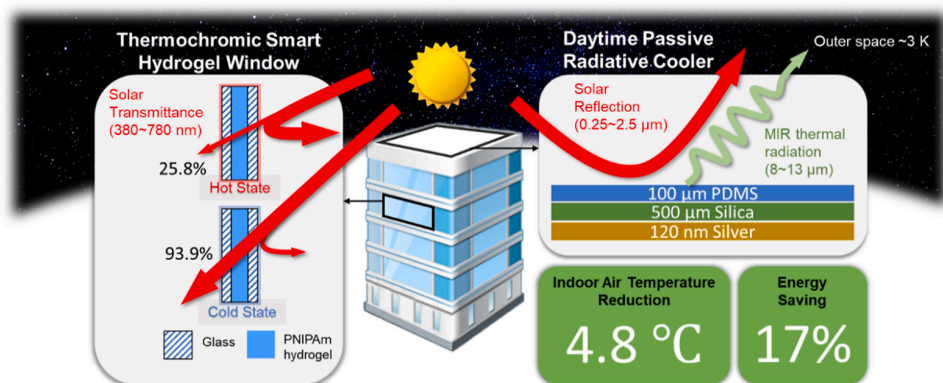 Thermochromic Smart
Hydrogel Window
Solar
Transmittance
(380~780 nm)
25.8%
Hot State
93.9%
Cold State
Glass
PNIPAm
hydrogel
Daytime Passive
Radiative Cooler
Outer space ~3 K
Solar
Reflection
(0.25~2.5 μm)
MIR thermal
radiation
(8~13 μm)
100 μm PDMS
500 μm Silica
120 nm Silver
Indoor Air Temperature
Reduction
4.8 ℃
Energy
Saving
17%